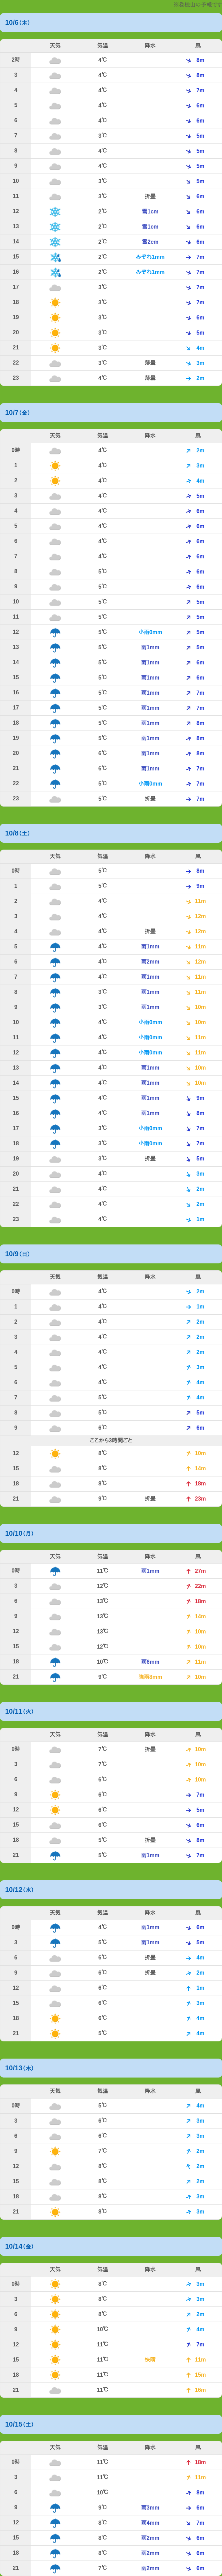 10/6(木)
天気 気温 降水 風
2時 4℃ 8m
3 4℃ 8m
4 4℃ 7m
5 4℃ 6m
6 4℃ 6m
7 3℃ 5m
8 4℃ 5m
9 4℃ 5m
10 3℃ 5m
11 3℃ 折曇 6m
12 2℃ 雪1cm 6m
13 2℃ 雪1cm 6m
14 2℃ 雪2cm 6m
15 2℃ みぞれ1mm 7m
16 2℃ みぞれ1mm 7m
17 3℃ 7m
18 3℃ 7m
19 3℃ 6m
20 3℃ 5m
21 3℃ 4m
22 3℃ 薄曇 3m
23 4℃ 薄曇 2m
10/7(金)
天気 気温 降水 風
0時 4℃ 2m
1 4℃ 3m
2 4℃ 4m
3 4℃ 5m
4 4℃ 6m
5 4℃ 6m
6 4℃ 6m
7 4℃ 6m
8 5℃ 6m
9 5℃ 6m
10 5℃ 5m
11 5℃ 5m
12 5℃ 小雨0mm 5m
13 5℃ 雨1mm 5m
14 5℃ 雨1mm 6m
15 5℃ 雨1mm 6m
16 5℃ 雨1mm 7m
17 5℃ 雨1mm 7m
18 5℃ 雨1mm 8m
19 5℃ 雨1mm 8m
20 6℃ 雨1mm 8m
21 6℃ 雨1mm 7m
22 5℃ 小雨0mm 7m
23 5℃ 折曇 7m
10/8(土)
天気 気温 降水 風
0時 5℃ 8m
1 5℃ 9m
2 4℃ 11m
3 4℃ 12m
4 4℃ 折曇 12m
5 4℃ 雨1mm 11m
6 4℃ 雨2mm 12m
7 4℃ 雨1mm 11m
8 3℃ 雨1mm 11m
9 3℃ 雨1mm 10m
10 4℃ 小雨0mm 10m
11 4℃ 小雨0mm 11m
12 4℃ 小雨0mm 11m
13 4℃ 雨1mm 10m
14 4℃ 雨1mm 10m
15 4℃ 雨1mm 9m
16 4℃ 雨1mm 8m
17 3℃ 小雨0mm 7m
18 3℃ 小雨0mm 7m
19 3℃ 折曇 5m
20 4℃ 3m
21 4℃ 2m
22 4℃ 2m
23 4℃ 1m
10/9(日)
天気 気温 降水 風
0時 4℃ 2m
1 4℃ 1m
2 4℃ 2m
3 4℃ 2m
4 4℃ 2m
5 4℃ 3m
6 4℃ 4m
7 5℃ 4m
8 5℃ 5m
9 6℃ 6m
ここから3時間ごと
12 8℃ 10m
15 8℃ 14m
18 8℃ 18m
21 9℃ 折曇 23m
10/10(月)
天気 気温 降水 風
0時 11℃ 雨1mm 27m
3 12℃ 22m
6 13℃ 18m
9 13℃ 14m
12 13℃ 10m
15 12℃ 10m
18 10℃ 雨6mm 11m
21 9℃ 強雨8mm 10m
10/11(火)
天気 気温 降水 風
0時 7℃ 折曇 10m
3 7℃ 10m
6 6℃ 10m
9 6℃ 7m
12 6℃ 5m
15 6℃ 6m
18 5℃ 折曇 8m
21 5℃ 雨1mm 7m
10/12(水)
天気 気温 降水 風
0時 4℃ 雨1mm 6m
3 5℃ 雨1mm 5m
6 6℃ 折曇 4m
9 6℃ 折曇 2m
12 6℃ 1m
15 6℃ 3m
18 6℃ 4m
21 5℃ 4m
10/13(木)
天気 気温 降水 風
0時 5℃ 4m
3 6℃ 3m
6 6℃ 3m
9 7℃ 2m
12 8℃ 2m
15 8℃ 2m
18 8℃ 3m
21 8℃ 3m
10/14(金)
天気 気温 降水 風
0時 8℃ 3m
3 8℃ 3m
6 8℃ 2m
9 10℃ 4m
12 11℃ 7m
15 11℃ 快晴 11m
18 11℃ 15m
21 11℃ 16m
10/15(土)
天気 気温 降水 風
0時 11℃ 18m
3 11℃ 11m
6 10℃ 8m
9 9℃ 雨3mm 6m
12 8℃ 雨4mm 7m
15 8℃ 雨2mm 6m
18 8℃ 雨2mm 6m
21 7℃ 雨2mm 6m